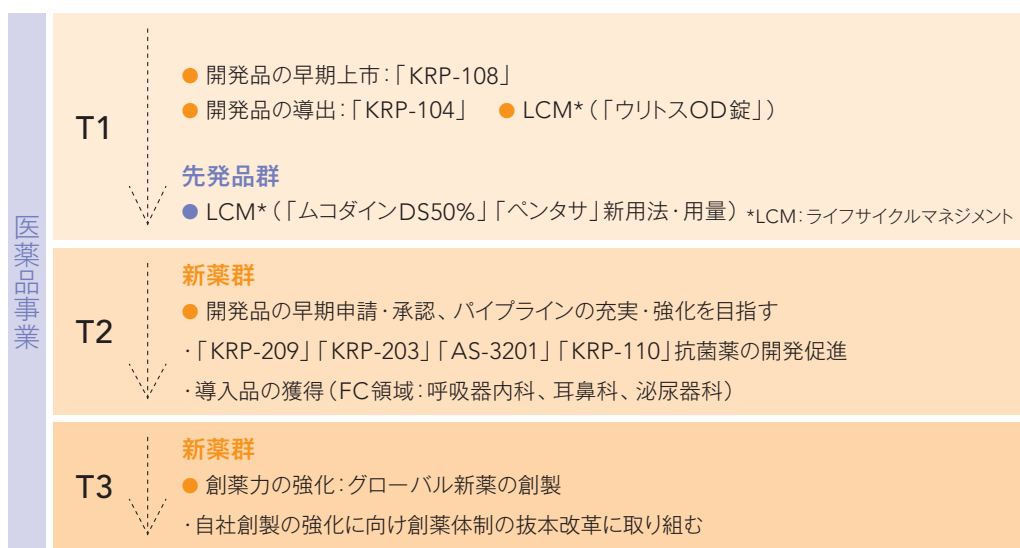 医薬品事業
T1
● 開発品の早期上市：「KRP-108」
● 開発品の導出：「KRP-104」 ● LCM*（「ウリトスOD錠」）
先発品群
● LCM*（「ムコダインDS50%」「ペンタサ」新用法・用量） *LCM：ライフサイクルマネジメント
T2
新薬群
● 開発品の早期申請・承認、パイプラインの充実・強化を目指す
・「KRP-209」「KRP-203」「AS-3201」「KRP-110」抗菌薬の開発促進
・導入品の獲得（FC領域：呼吸器内科、耳鼻科、泌尿器科）
T3
新薬群
● 創薬力の強化：グローバル新薬の創製
・自社創製の強化に向け創薬体制の抜本改革に取り組む